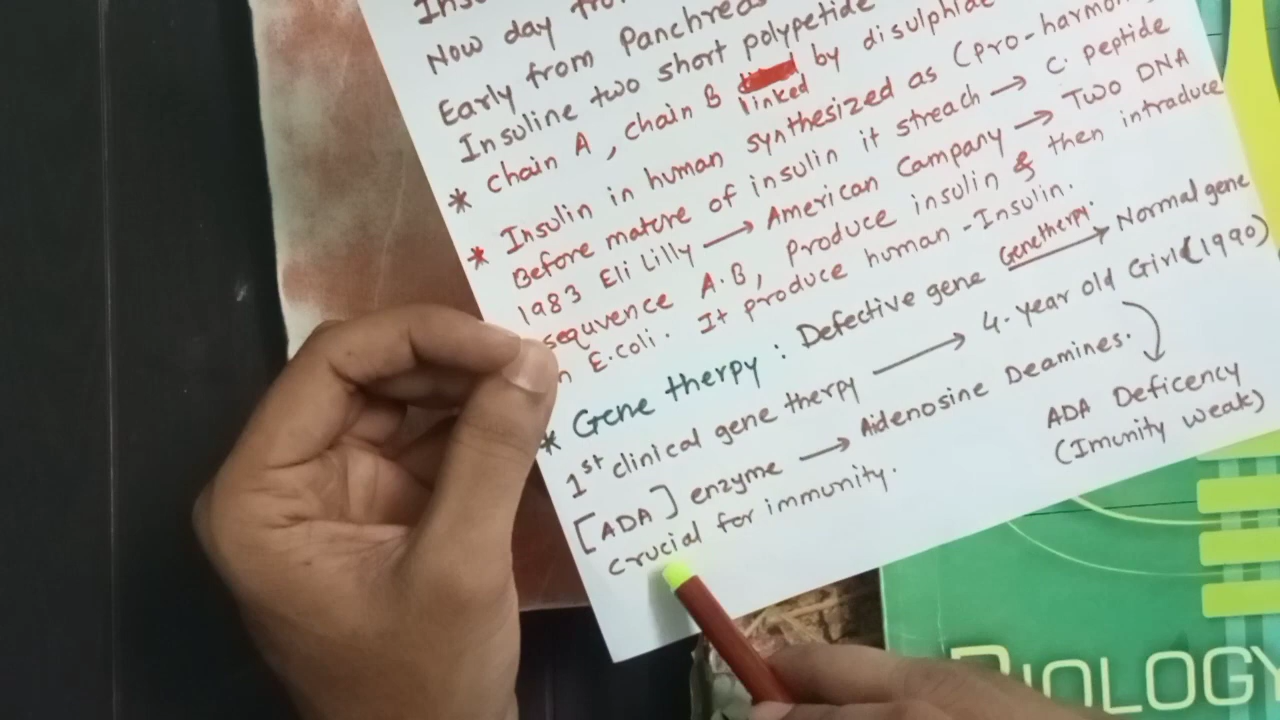 Now day
Early from Panchreas
Insuline two short polypetide
* chain A, chain B linked by disulphide
* Insulin in human synthesized as (pro-harmon
Before mature of insulin it streach → C. peptide
1983 Eli Lilly → American Campany → Two DNA
sequvence A.B, produce insulin & then intraduce
n E.coli. It produce human-Insulin.
* Gene therpy : Defective gene Genetherpy: → Normal gene
1st clinical gene therpy → 4-year old Girl (1990)
[ADA] enzyme → Aidenosine Deamines. ADA Deficency
crucial for immunity. (Imunity weak)
BIOLOGY